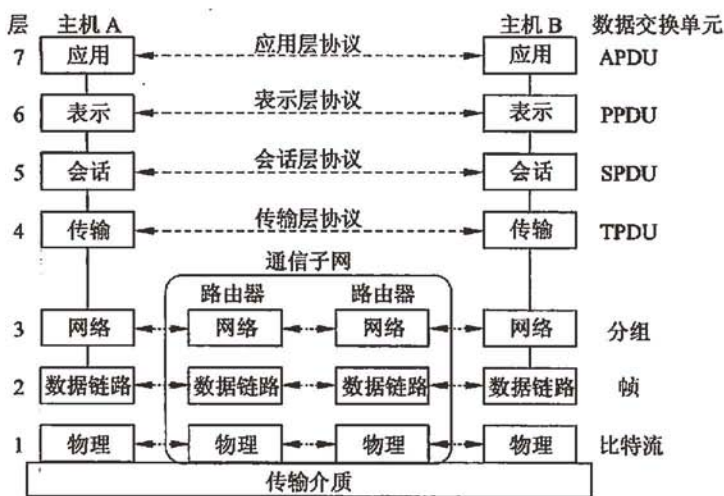 层 主机 A 主机 B 数据交换单元
7 应用 应用层协议 应用 APDU
6 表示 表示层协议 表示 PPDU
5 会话 会话层协议 会话 SPDU
4 传输 传输层协议 传输 TPDU
通信子网
路由器 路由器
3 网络 网络 网络 网络 分组
2 数据链路 数据链路 数据链路 数据链路 帧
1 物理 物理 物理 物理 比特流
传输介质